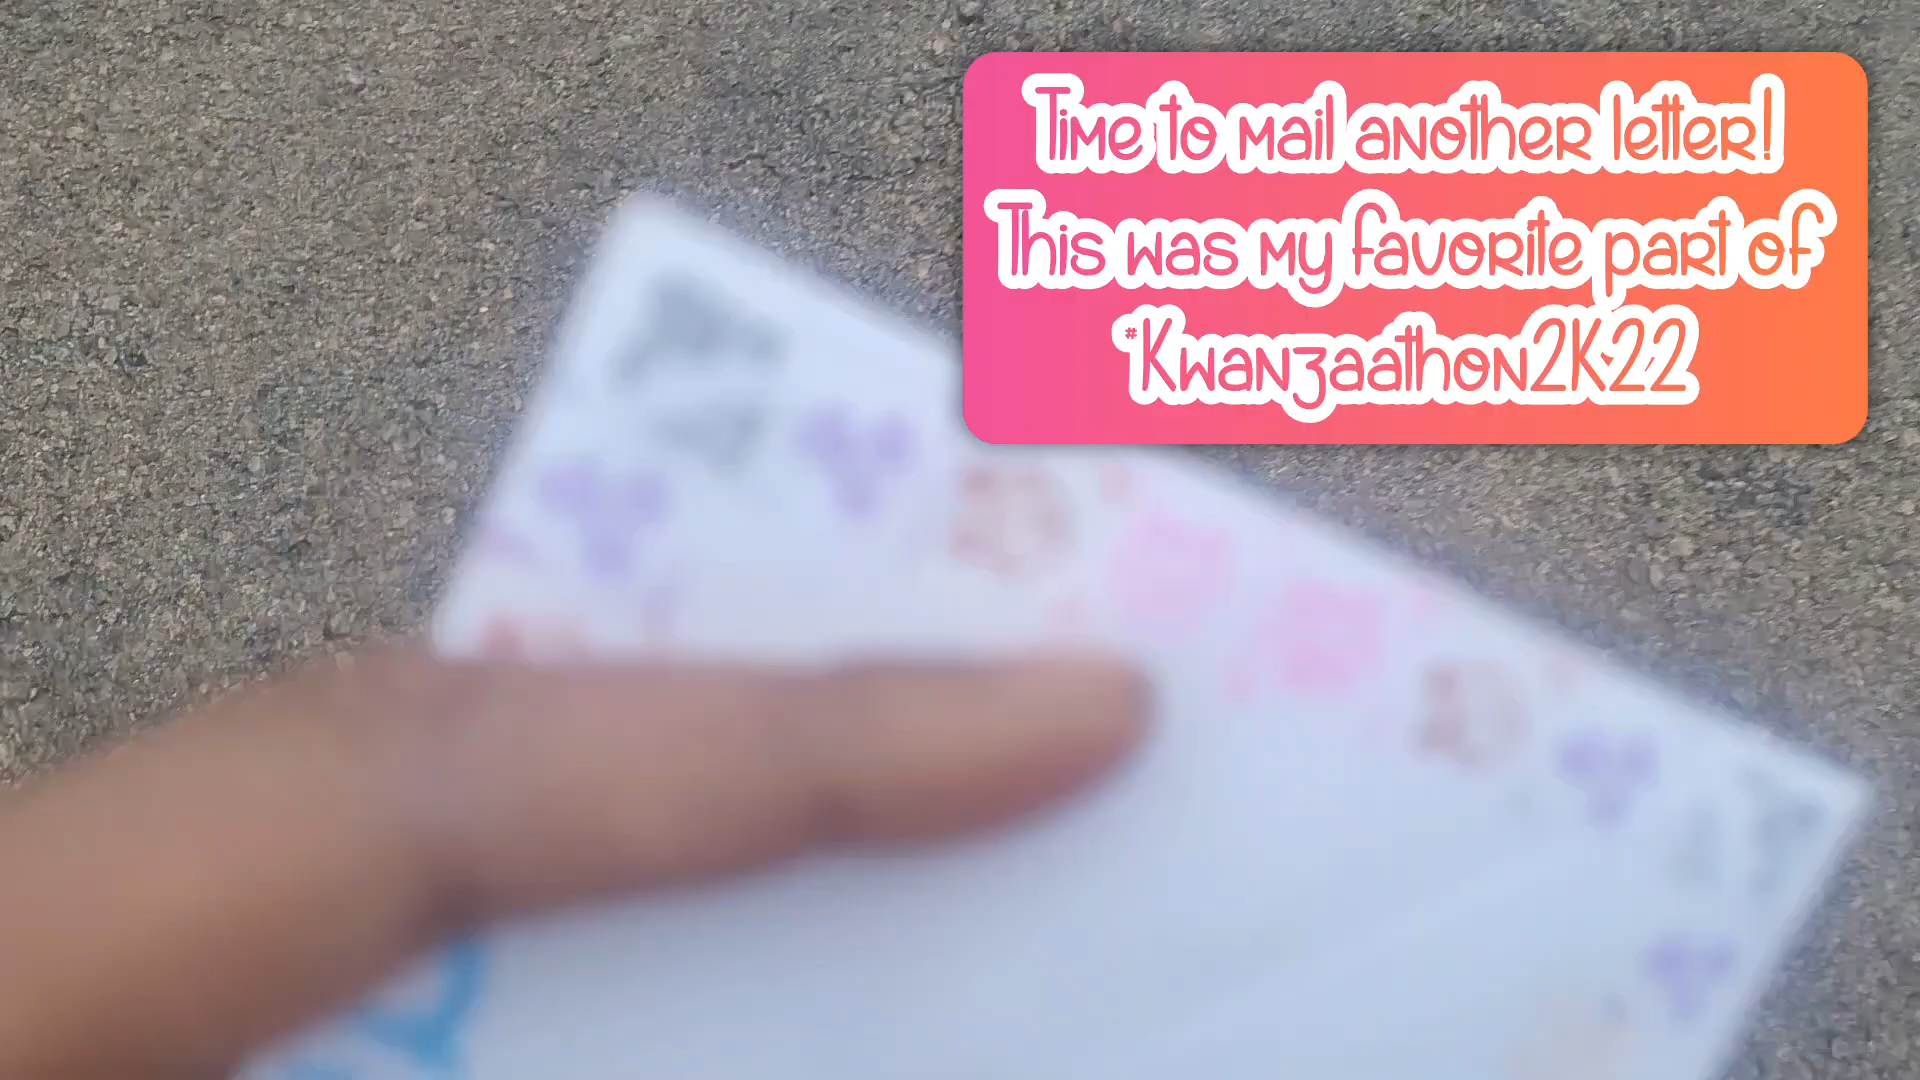 Time to mail another letter!
This was my favorite part of
#Kwanzaathon2K22